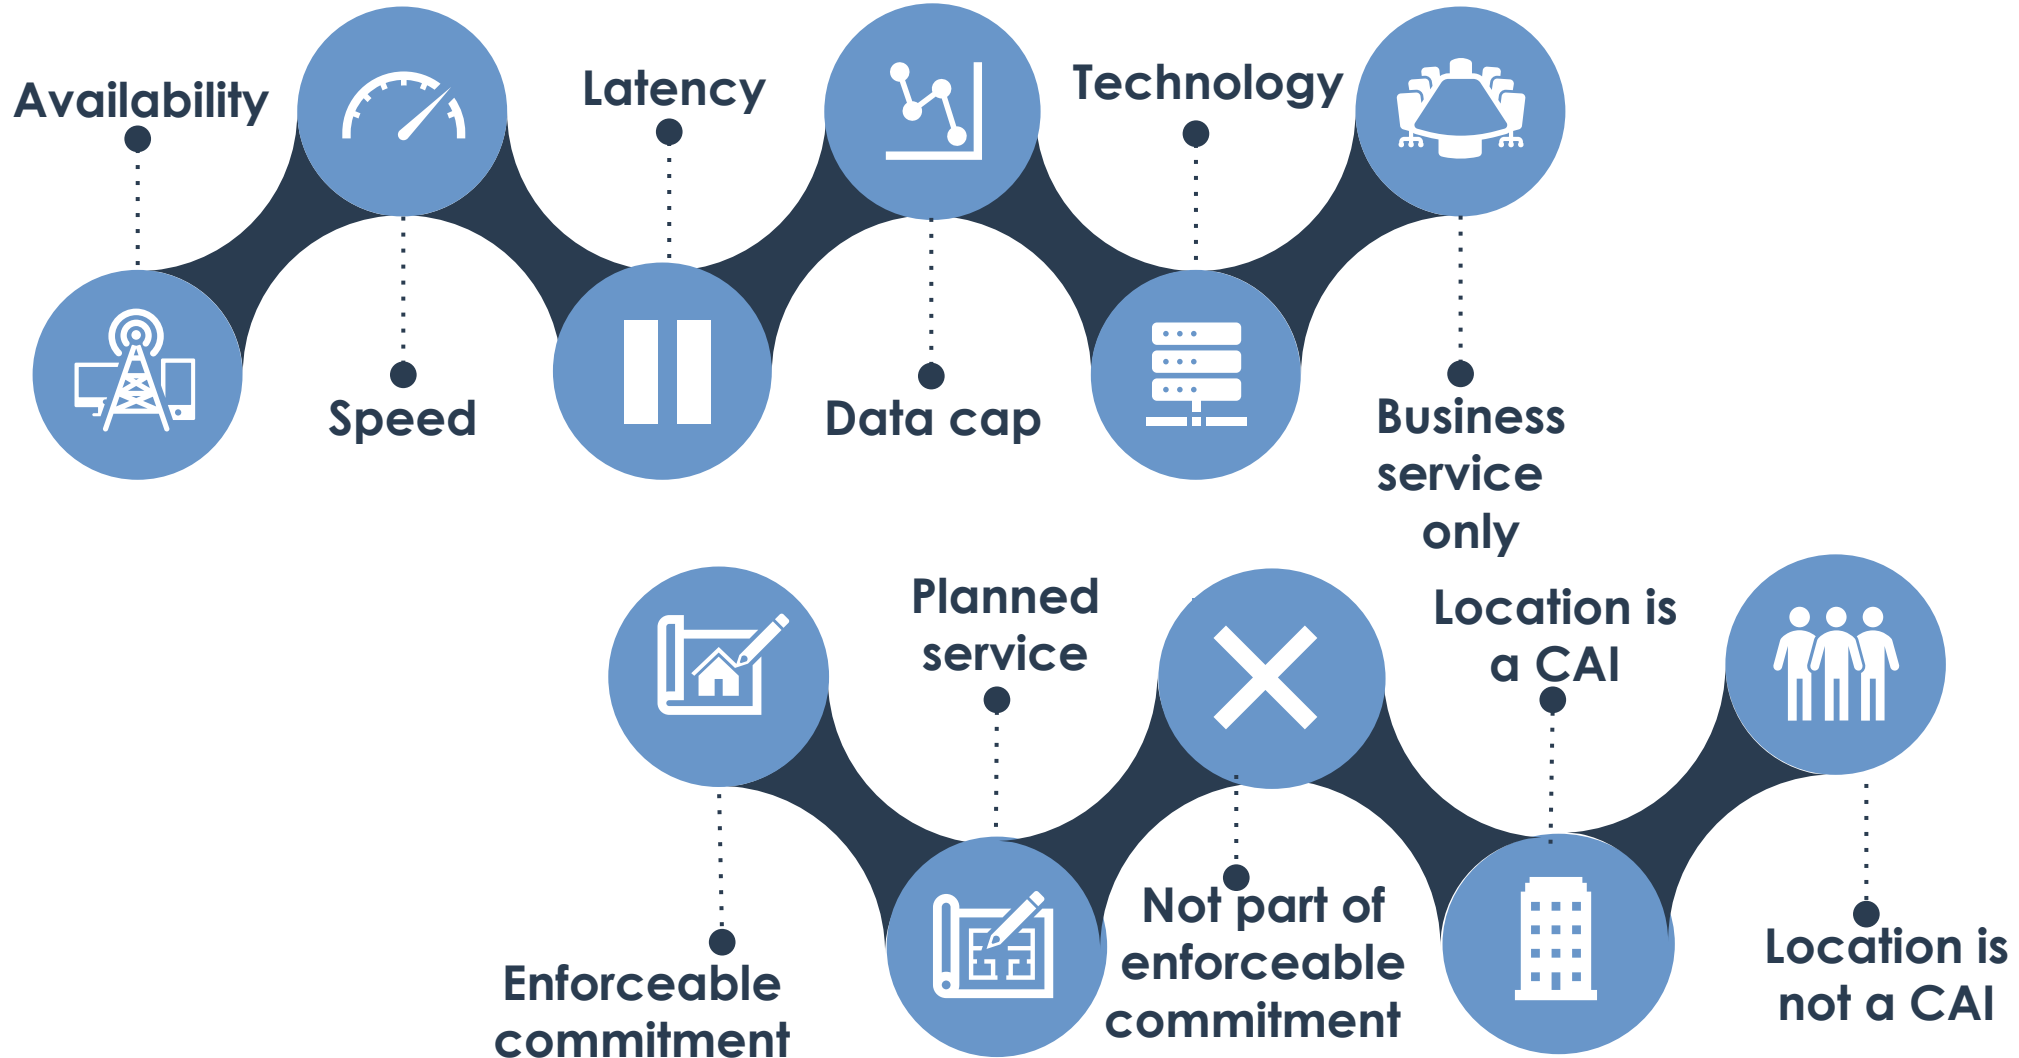 Availability
Speed
Latency
Data cap
Technology
Business
service
only
Enforceable
commitment
Planned
service
Not part of
enforceable
commitment
Location is
a CAI
Location is
not a CAI